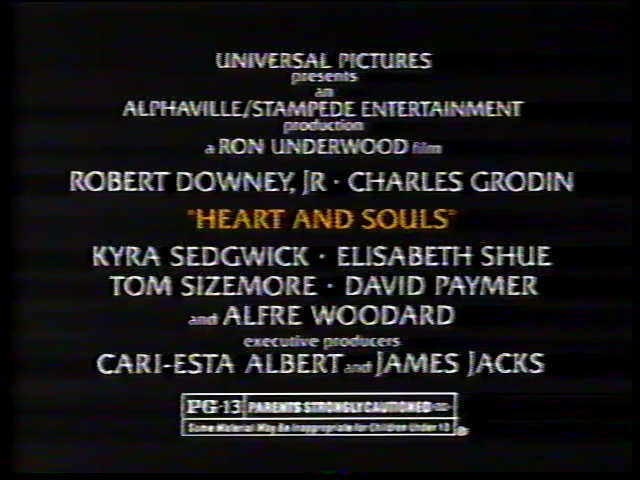 UNIVERSAL PICTURES
presents
an
ALPHAVILLE/STAMPEDE ENTERTAINMENT
production
a RON UNDERWOOD film
ROBERT DOWNEY, JR · CHARLES GRODIN
"HEART AND SOULS"
KYRA SEDGWICK · ELISABETH SHUE
TOM SIZEMORE · DAVID PAYMER
and ALFRE WOODARD
executive producers
CARI-ESTA ALBERT and JAMES JACKS
PG-13 PARENTS STRONGLY CAUTIONED
Some Material May Be Inappropriate for Children Under 13